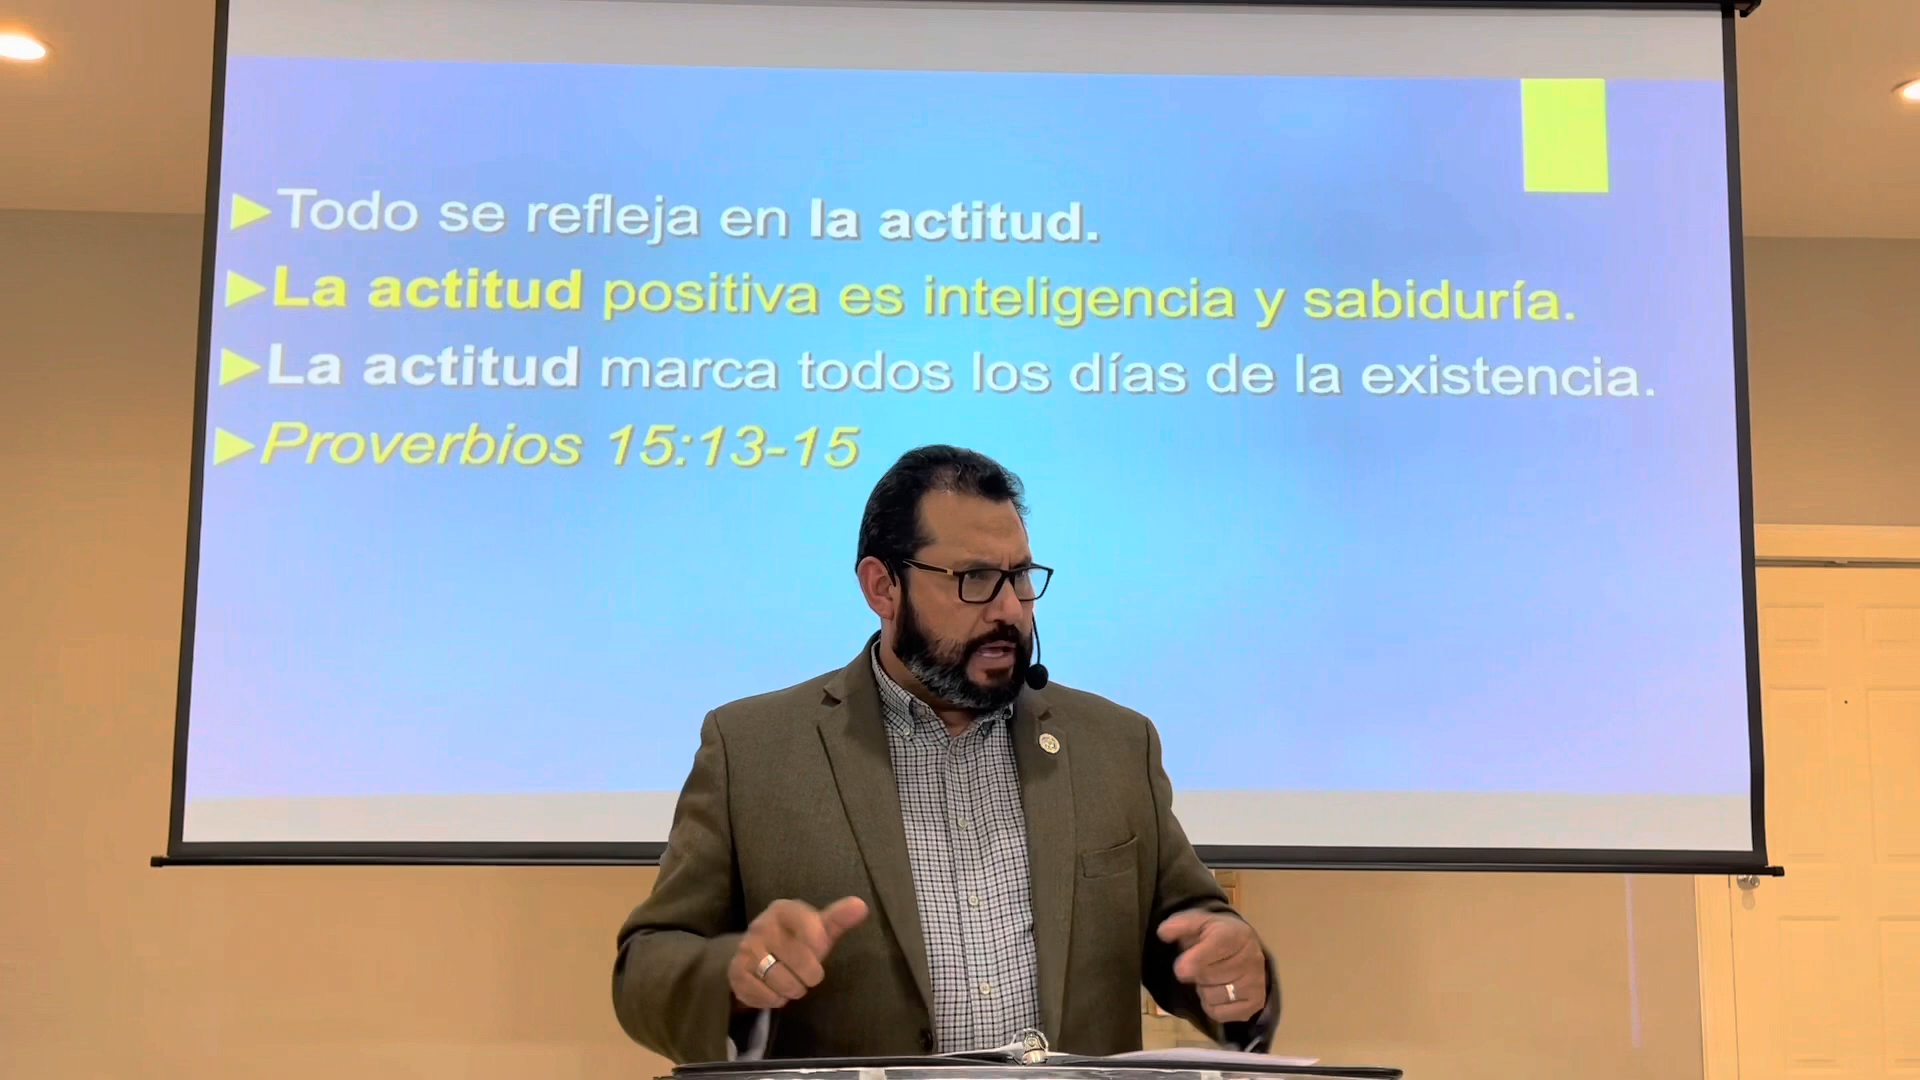 Todo se refleja en la actitud.
La actitud positiva es inteligencia y sabiduría.
La actitud marca todos los días de la existencia.
Proverbios 15:13-15